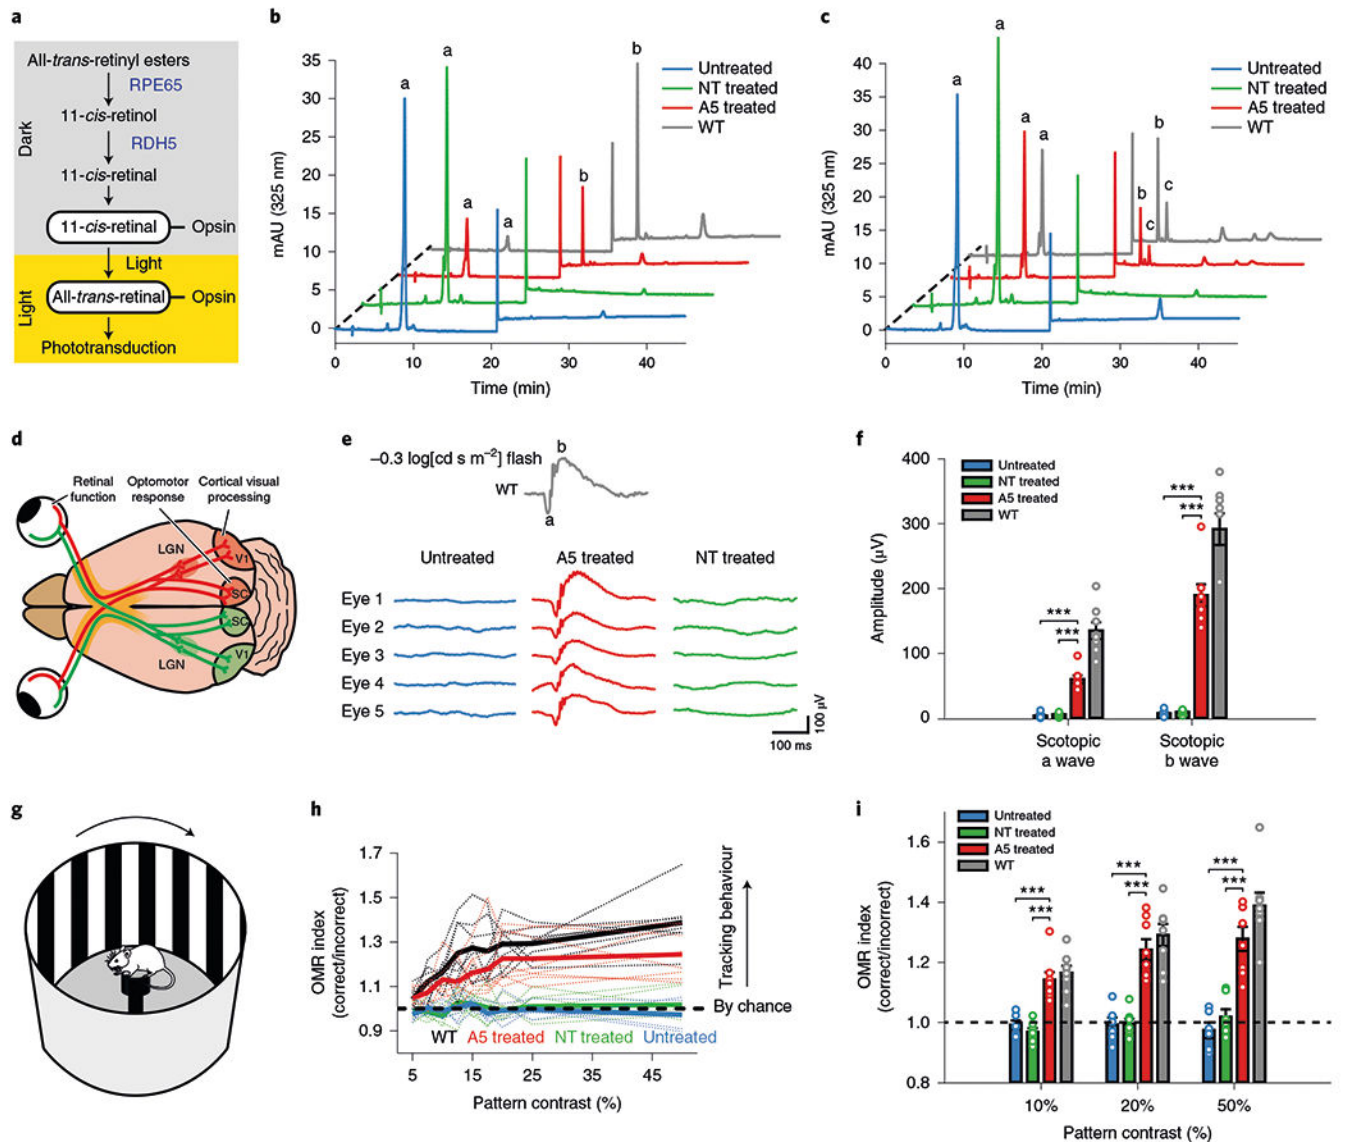 a
All-trans-retinyl esters
RPE65
11-cis-retinol
RDH5
11-cis-retinal
11-cis-retinal
Opsin
Light
All-trans-retinal
Opsin
Phototransduction
Dark
Light
b
35
30
25
20
15
10
5
0
mAU (325 nm)
0
10
20
30
40
Time (min)
a
a
a
a
b
b
Untreated
NT treated
A5 treated
WT
c
40
35
30
25
20
15
10
5
0
mAU (325 nm)
0
10
20
30
40
Time (min)
a
a
a
a
b
c
b
c
Untreated
NT treated
A5 treated
WT
d
Retinal
function
Optomotor
response
Cortical visual
processing
LGN
V1
SC
SC
V1
LGN
e
–0.3 log[cd s m−2] flash
b
WT
a
Untreated
A5 treated
NT treated
Eye 1
Eye 2
Eye 3
Eye 4
Eye 5
100 µV
100 ms
f
400
300
200
100
0
Amplitude (µV)
Untreated
NT treated
A5 treated
WT
***
***
***
***
Scotopic
a wave
Scotopic
b wave
g
h
1.7
1.5
1.3
1.1
0.9
OMR index
(correct/incorrect)
Tracking behaviour
By chance
WT
A5 treated
NT treated
Untreated
5
15
25
35
45
Pattern contrast (%)
i
1.6
1.4
1.2
1.0
0.8
OMR index
(correct/incorrect)
Untreated
NT treated
A5 treated
WT
***
***
***
***
***
***
10%
20%
50%
Pattern contrast (%)